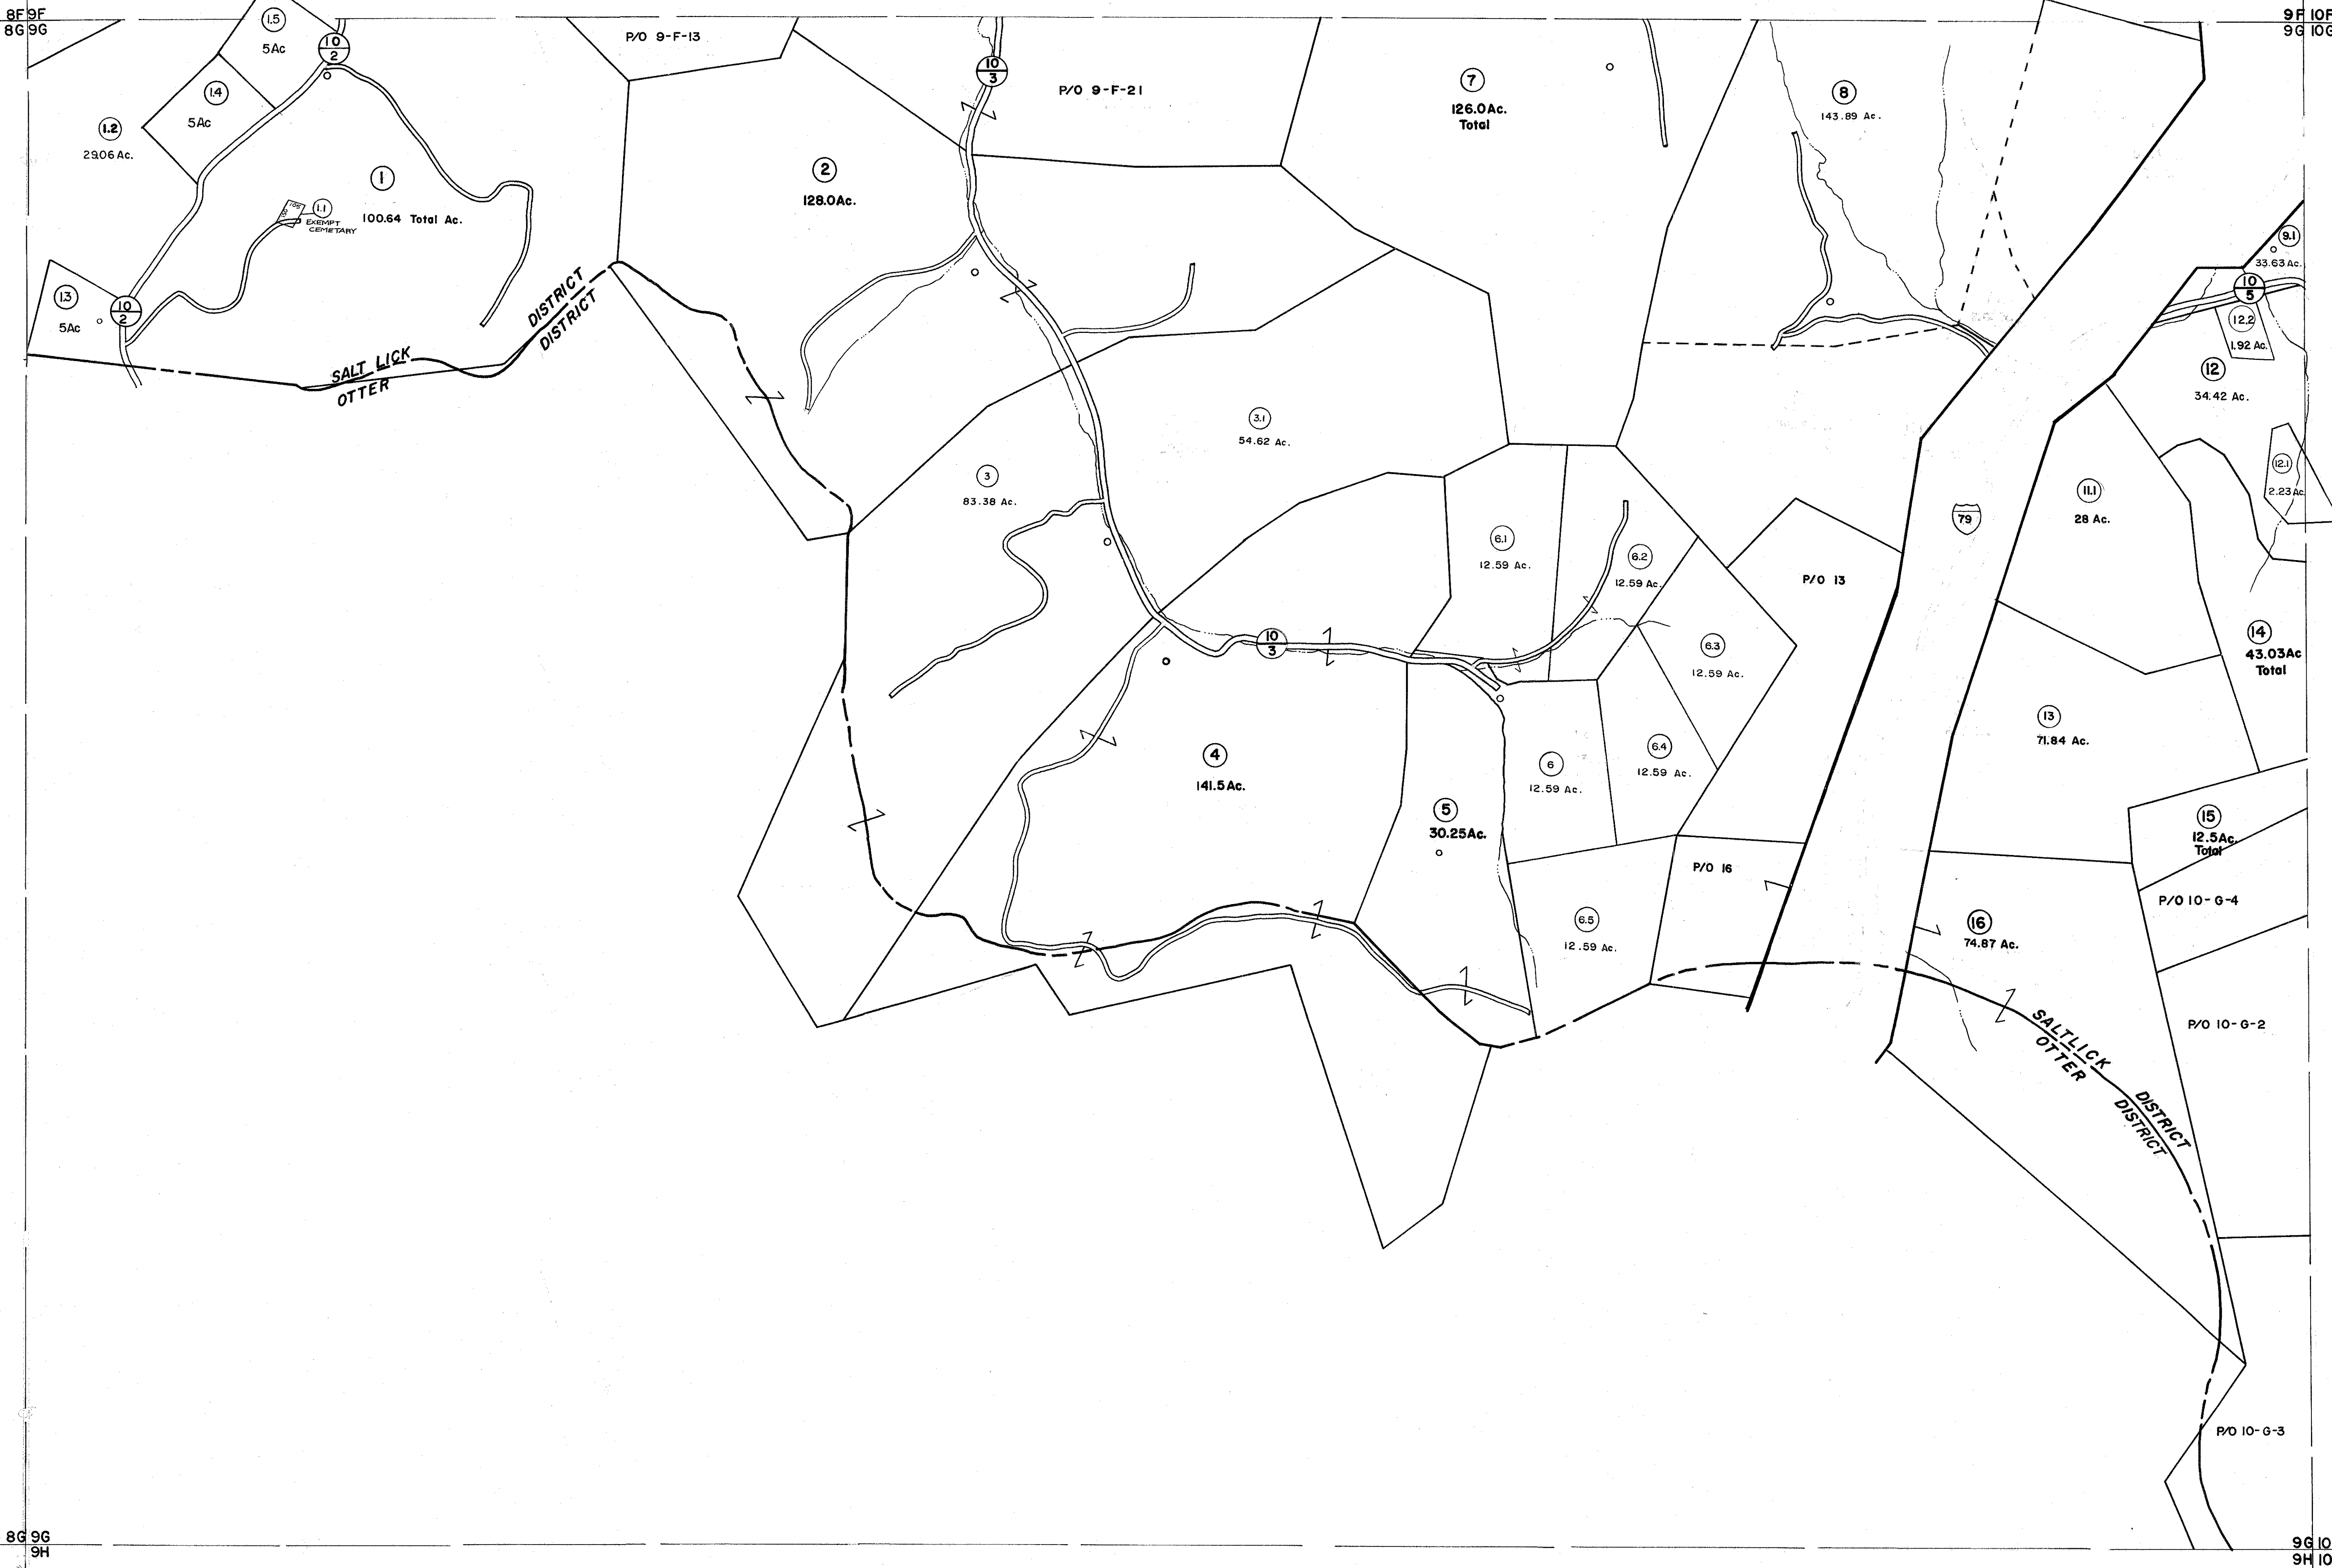 8F 9F
8G 9G
1.5
5Ac
10
2
1.4
5Ac
1.2
29.06 Ac.
1
100.64 Total Ac.
1.1
EXEMPT
CEMETARY
1.3
5Ac
10
2
SALT LICK DISTRICT
OTTER DISTRICT
P/O 9-F-13
2
128.0Ac.
10
3
P/O 9-F-21
7
126.0Ac.
Total
8
143.89 Ac.
9F 10F
9G 10G
9.1
33.63 Ac.
10
5
12.2
1.92 Ac.
12
34.42 Ac.
12.1
2.23 Ac.
11.1
28 Ac.
79
3.1
54.62 Ac.
3
83.38 Ac.
6.1
12.59 Ac.
6.2
12.59 Ac.
P/O 13
10
3
6.3
12.59 Ac.
14
43.03Ac
Total
13
71.84 Ac.
4
141.5Ac.
5
30.25Ac.
6
12.59 Ac.
6.4
12.59 Ac.
P/O 16
6.5
12.59 Ac.
15
12.5Ac.
Total
P/O 10-G-4
16
74.87 Ac.
P/O 10-G-2
SALTLICK DISTRICT
OTTER DISTRICT
P/O 10-G-3
8G 9G
9H
9G 10
9H 10